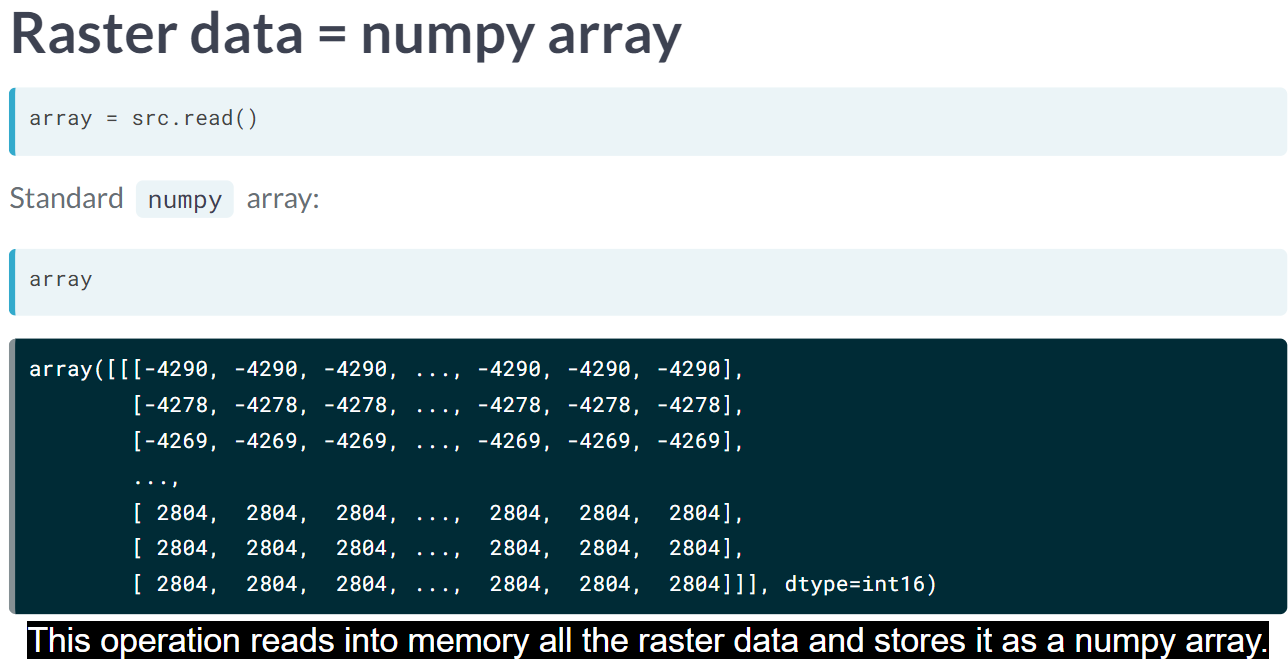 Raster data = numpy array
array = src.read()
Standard numpy array:
array
array([[[-4290, -4290, -4290, ..., -4290, -4290, -4290],
        [-4278, -4278, -4278, ..., -4278, -4278, -4278],
        [-4269, -4269, -4269, ..., -4269, -4269, -4269],
        ...,
        [ 2804,  2804,  2804, ...,  2804,  2804,  2804],
        [ 2804,  2804,  2804, ...,  2804,  2804,  2804],
        [ 2804,  2804,  2804, ...,  2804,  2804,  2804]]], dtype=int16)
This operation reads into memory all the raster data and stores it as a numpy array.